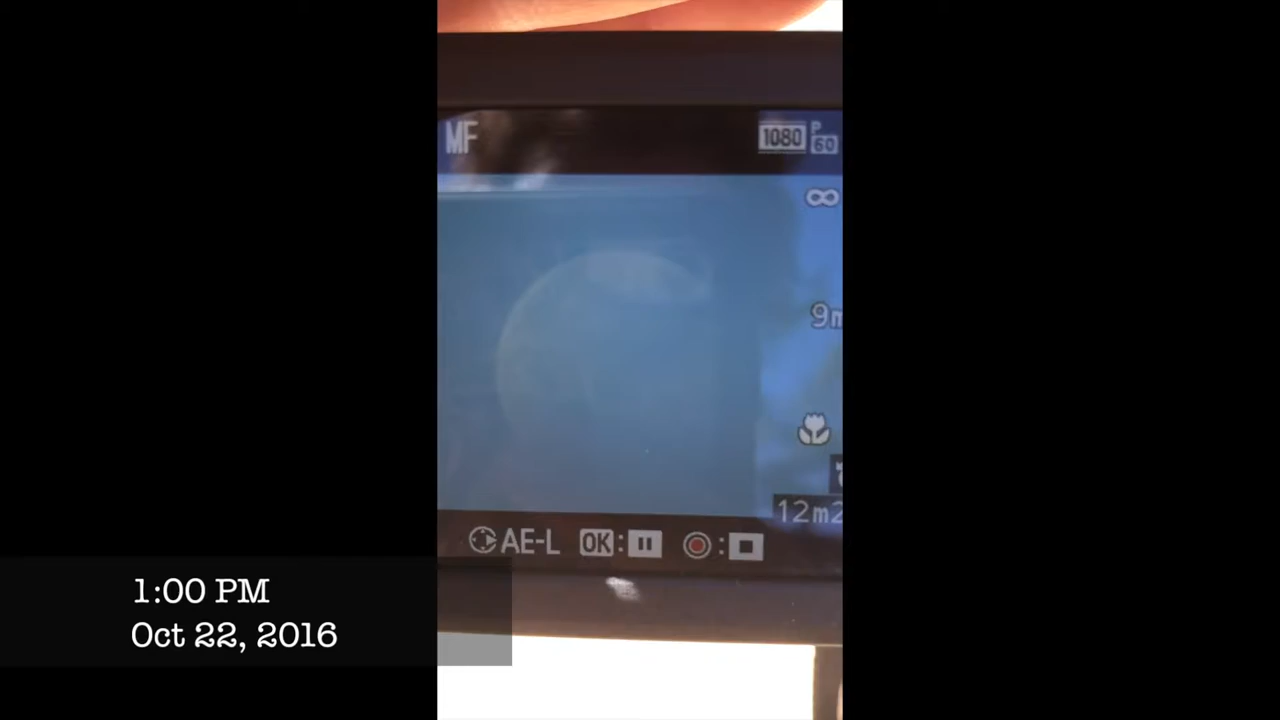 MF
1080 P 60
∞
9m
12m2
AE-L OK: :
1:00 PM
Oct 22, 2016